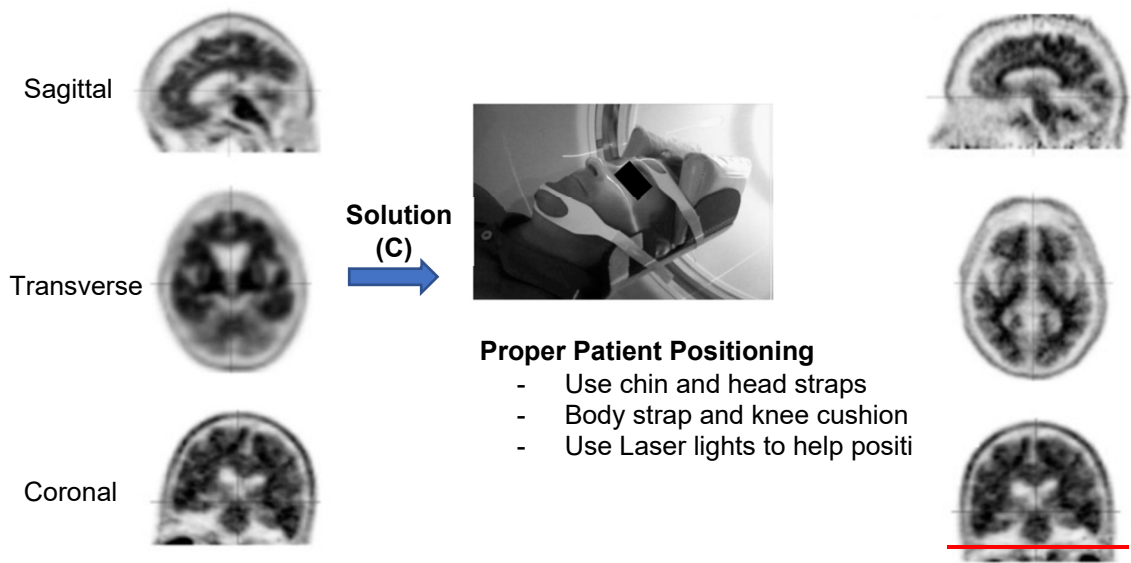 Sagittal
Solution
(C)
Transverse
Proper Patient Positioning
- Use chin and head straps
- Body strap and knee cushion
- Use Laser lights to help positi
Coronal